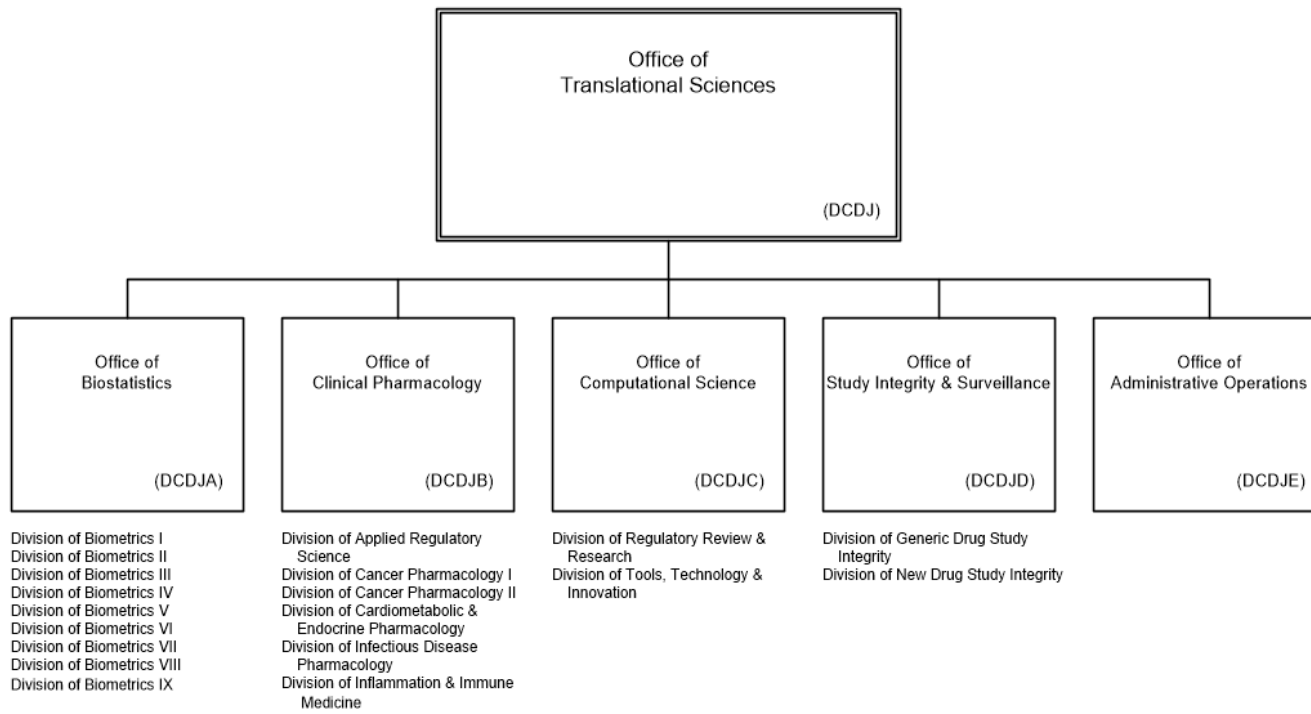 Office of
Translational Sciences
(DCDJ)
Office of
Biostatistics
(DCDJA)
Office of
Clinical Pharmacology
(DCDJB)
Office of
Computational Science
(DCDJC)
Office of
Study Integrity & Surveillance
(DCDJD)
Office of
Administrative Operations
(DCDJE)
Division of Biometrics I
Division of Biometrics II
Division of Biometrics III
Division of Biometrics IV
Division of Biometrics V
Division of Biometrics VI
Division of Biometrics VII
Division of Biometrics VIII
Division of Biometrics IX
Division of Applied Regulatory
Science
Division of Cancer Pharmacology I
Division of Cancer Pharmacology II
Division of Cardiometabolic &
Endocrine Pharmacology
Division of Infectious Disease
Pharmacology
Division of Inflammation & Immune
Medicine
Division of Regulatory Review &
Research
Division of Tools, Technology &
Innovation
Division of Generic Drug Study
Integrity
Division of New Drug Study Integrity